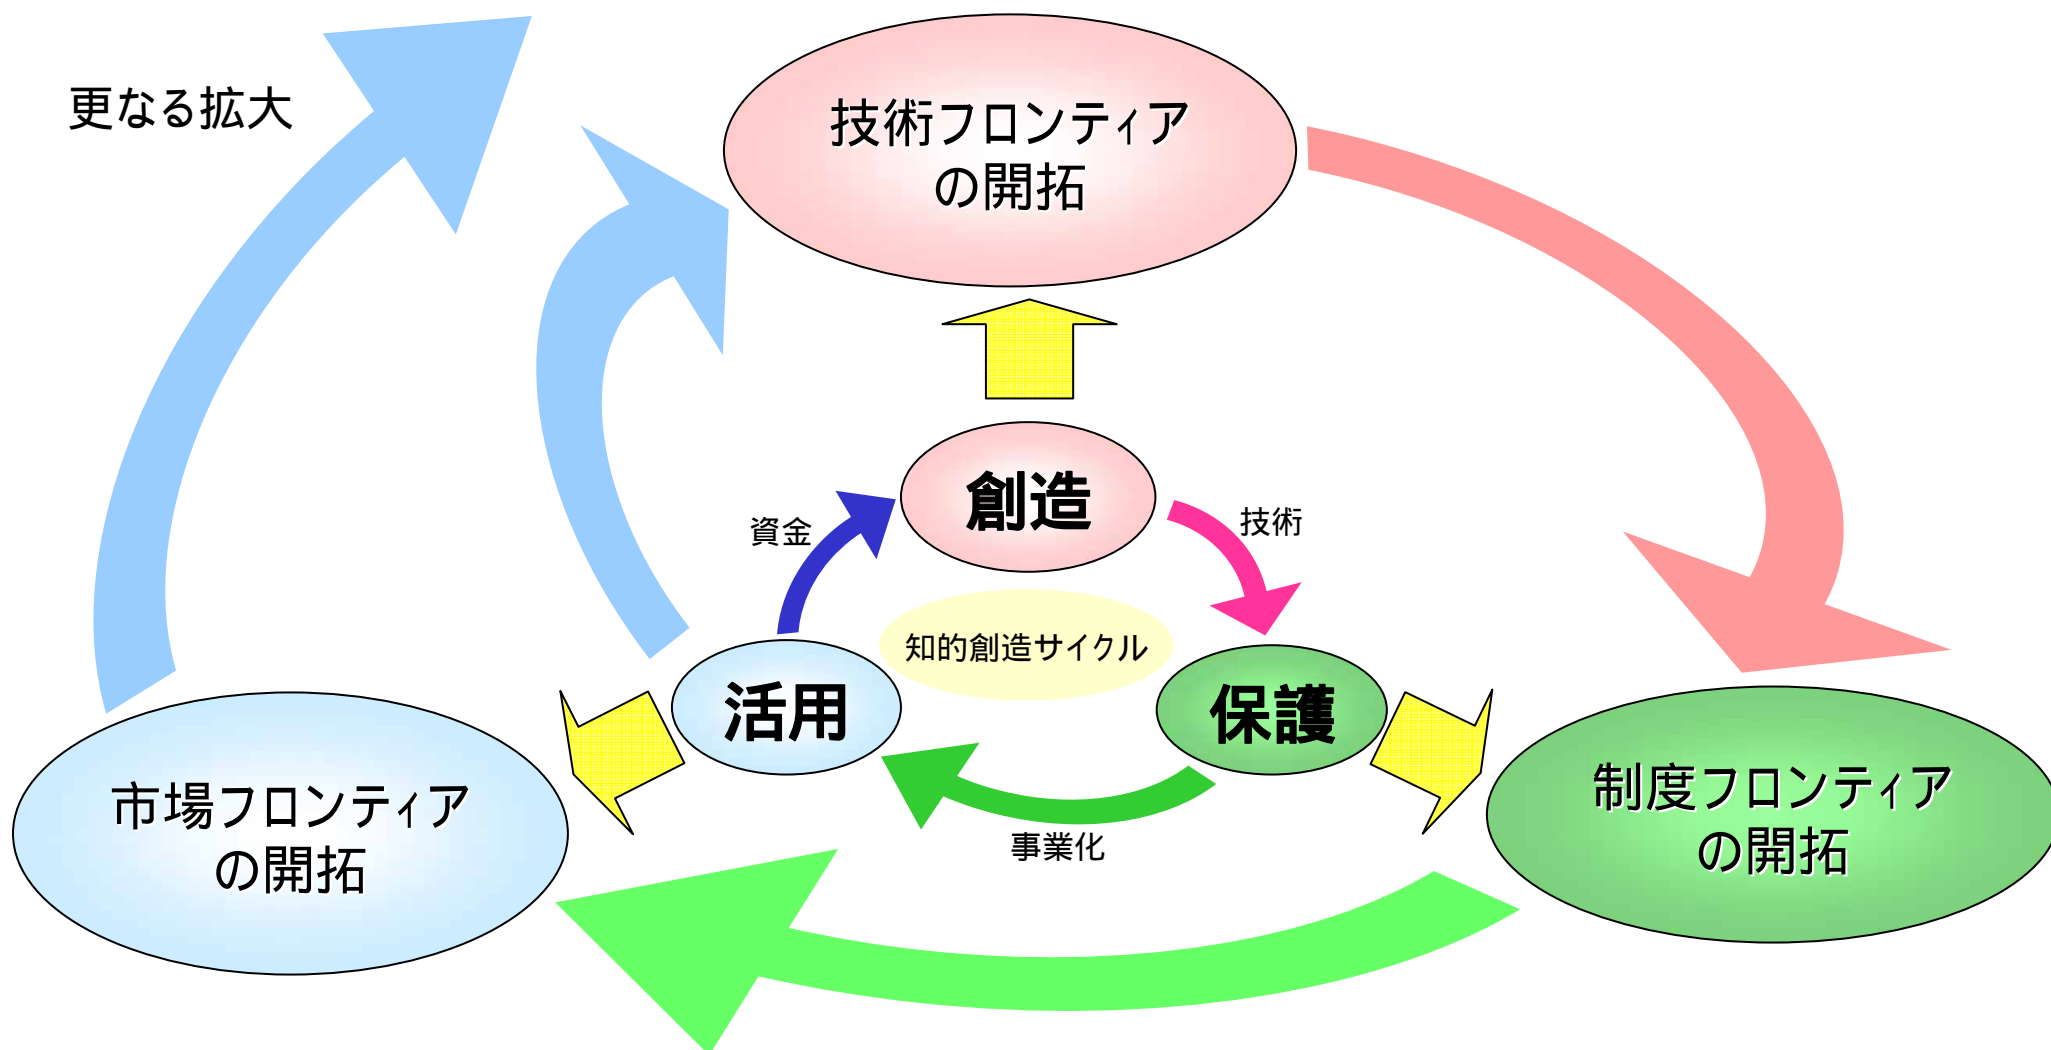 更なる拡大
技術フロンティア
の開拓
創造
資金
技術
知的創造サイクル
活用
保護
市場フロンティア
の開拓
制度フロンティア
の開拓
事業化